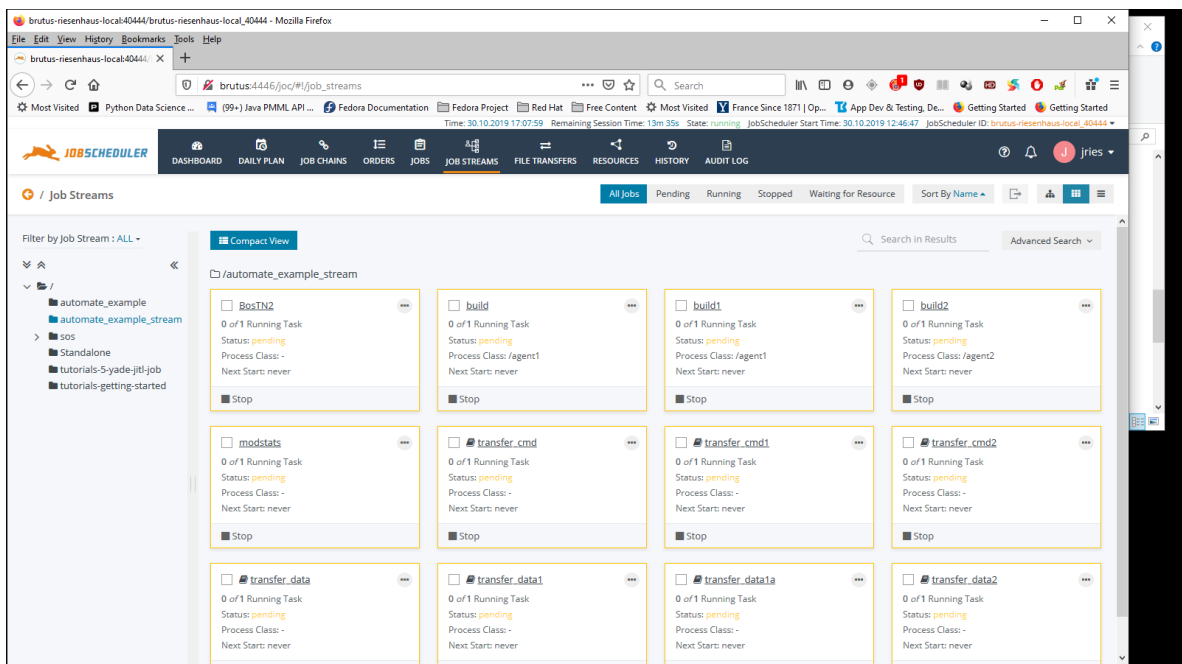 brutus-riesenhaus-local:40444/brutus-riesenhaus-local_40444 - Mozilla Firefox
File Edit View History Bookmarks Tools Help
brutus-riesenhaus-local:40444/
brutus:4446/joc/#!/job_streams
Search
Most Visited Python Data Science ... (99+) Java PMML API ... Fedora Documentation Fedora Project Red Hat Free Content Most Visited France Since 1871 | Op... App Dev & Testing, De... Getting Started Getting Started
Time: 30.10.2019 17:07:59 Remaining Session Time: 13m 35s State: running JobScheduler Start Time: 30.10.2019 12:46:47 JobScheduler ID: brutus-riesenhaus-local_40444
JOBSCHEDULER DASHBOARD DAILY PLAN JOB CHAINS ORDERS JOBS JOB STREAMS FILE TRANSFERS RESOURCES HISTORY AUDIT LOG J jries
/ Job Streams All Jobs Pending Running Stopped Waiting for Resource Sort By Name
Filter by Job Stream : ALL
Compact View Search in Results Advanced Search
/
automate_example
automate_example_stream
sos
Standalone
tutorials-5-yade-jitl-job
tutorials-getting-started
/automate_example_stream
BosTN2 build build1 build2
0 of 1 Running Task 0 of 1 Running Task 0 of 1 Running Task 0 of 1 Running Task
Status: pending Status: pending Status: pending Status: pending
Process Class: - Process Class: /agent1 Process Class: /agent1 Process Class: /agent2
Next Start: never Next Start: never Next Start: never Next Start: never
Stop Stop Stop Stop
modstats transfer_cmd transfer_cmd1 transfer_cmd2
0 of 1 Running Task 0 of 1 Running Task 0 of 1 Running Task 0 of 1 Running Task
Status: pending Status: pending Status: pending Status: pending
Process Class: - Process Class: - Process Class: - Process Class: -
Next Start: never Next Start: never Next Start: never Next Start: never
Stop Stop Stop Stop
transfer_data transfer_data1 transfer_data1a transfer_data2
0 of 1 Running Task 0 of 1 Running Task 0 of 1 Running Task 0 of 1 Running Task
Status: pending Status: pending Status: pending Status: pending
Process Class: - Process Class: - Process Class: - Process Class: -
Next Start: never Next Start: never Next Start: never Next Start: never